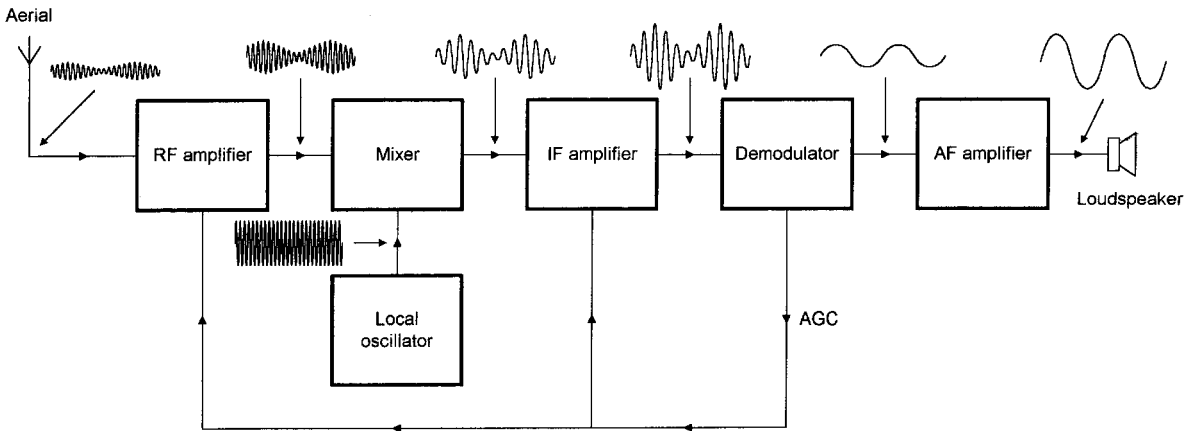 Aerial
RF amplifier
Mixer
IF amplifier
Demodulator
AF amplifier
Loudspeaker
Local
oscillator
AGC